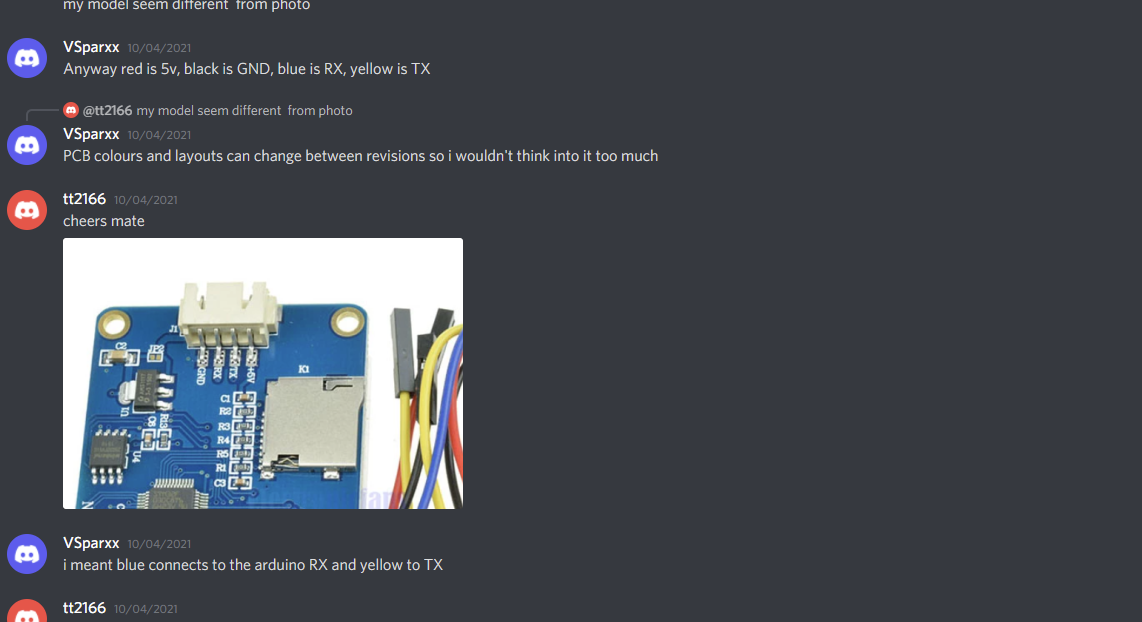 my model seem different from photo
VSparxx 10/04/2021
Anyway red is 5v, black is GND, blue is RX, yellow is TX
@tt2166 my model seem different from photo
VSparxx 10/04/2021
PCB colours and layouts can change between revisions so i wouldn't think into it too much
tt2166 10/04/2021
cheers mate
J1
GND
RX
TX
+5V
K1
C1
R2
R3
R4
R5
R1
C3
U1
U4
VSparxx 10/04/2021
i meant blue connects to the arduino RX and yellow to TX
tt2166 10/04/2021